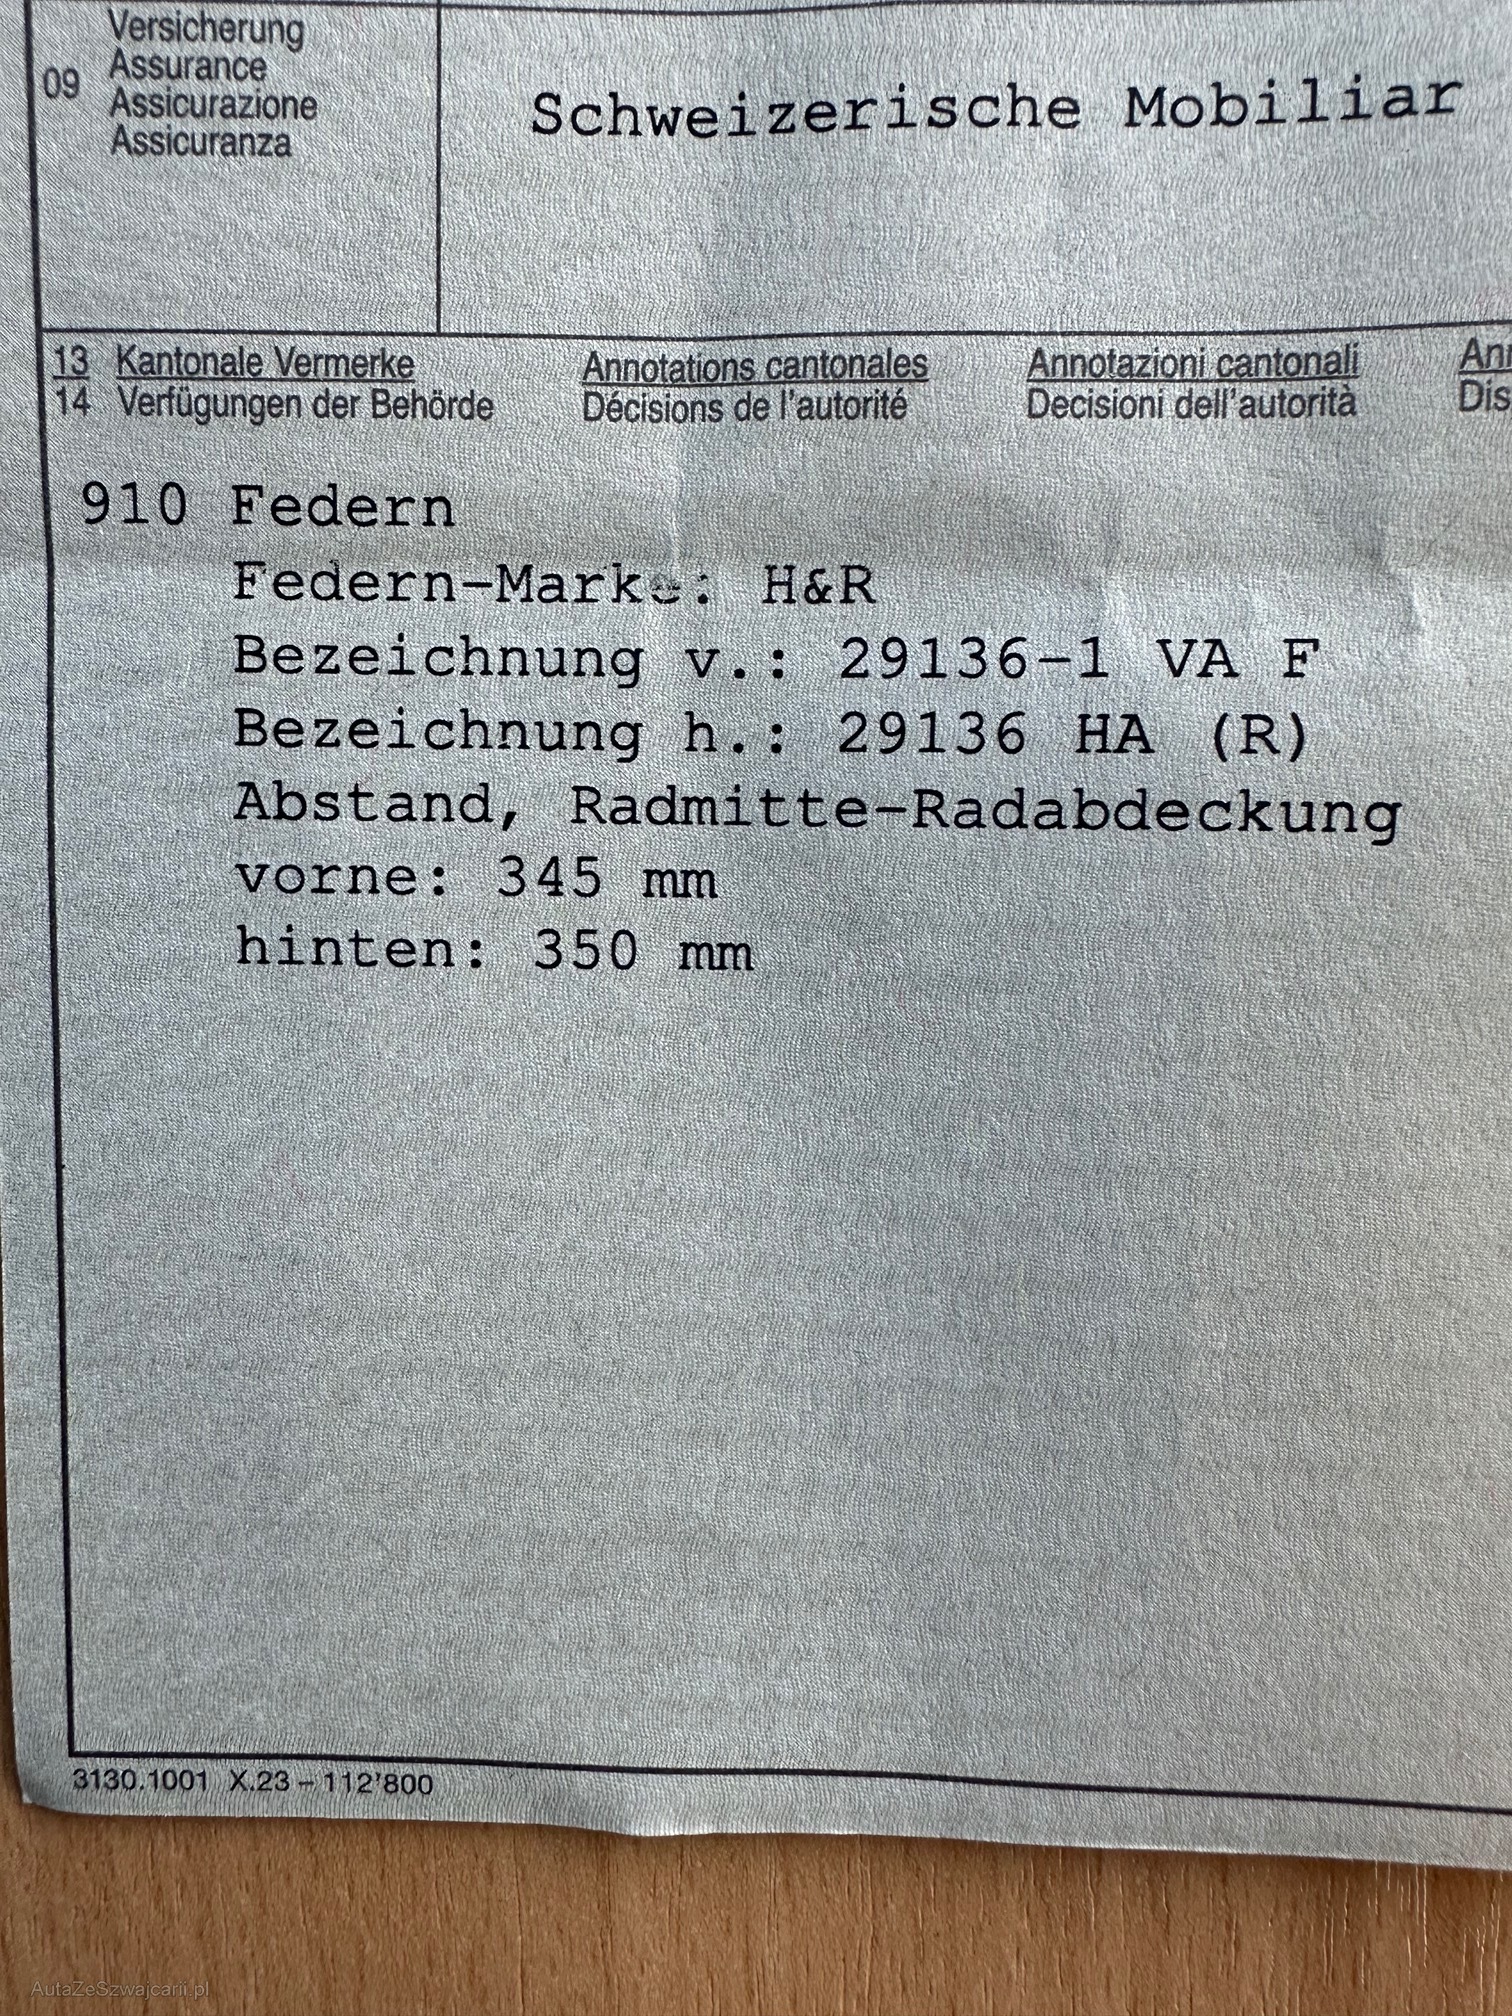 09
Versicherung
Assurance
Assicurazione
Assicuranza
Schweizerische Mobiliar
13 Kantonale Vermerke Annotations cantonales Annotazioni cantonali
14 Verfügungen der Behörde Décisions de l'autorité Decisioni dell'autorità
910 Federn
Federn-Marke: H&R
Bezeichnung v.: 29136-1 VA F
Bezeichnung h.: 29136 HA (R)
Abstand, Radmitte-Radabdeckung
vorne: 345 mm
hinten: 350 mm
3130.1001 X.23 – 112'800
AutaZeSzwajcarii.pl